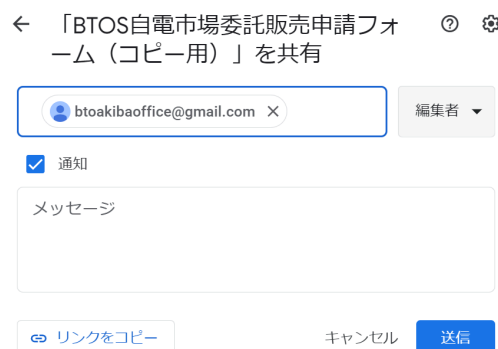 「BTOS自電市場委託販売申請フォ
ーム（コピー用）」を共有
btoakibaoffice@gmail.com
編集者
通知
メッセージ
リンクをコピー
キャンセル
送信